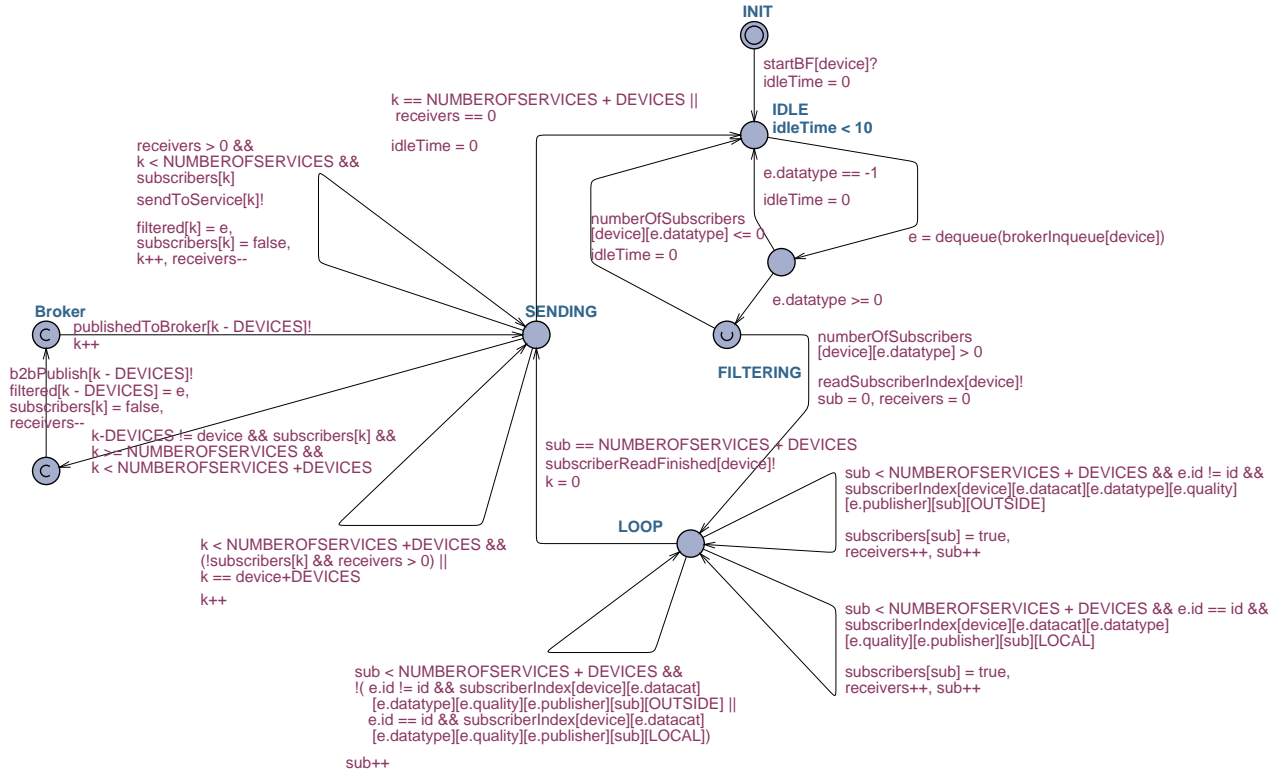 INIT
startBF[device]?
idleTime = 0
IDLE
idleTime < 10
k == NUMBEROFSERVICES + DEVICES ||
receivers == 0
idleTime = 0
receivers > 0 &&
k < NUMBEROFSERVICES &&
subscribers[k]
sendToService[k]!
filtered[k] = e,
subscribers[k] = false,
k++, receivers--
e.datatype == -1
idleTime = 0
numberOfSubscribers
[device][e.datatype] <= 0
idleTime = 0
e = dequeue(brokerInqueue[device])
e.datatype >= 0
Broker
C
publishedToBroker[k - DEVICES]!
k++
SENDING
FILTERING
numberOfSubscribers
[device][e.datatype] > 0
readSubscriberIndex[device]!
sub = 0, receivers = 0
b2bPublish[k - DEVICES]!
filtered[k - DEVICES] = e,
subscribers[k] = false,
receivers--
k-DEVICES != device && subscribers[k] &&
k >= NUMBEROFSERVICES &&
k < NUMBEROFSERVICES +DEVICES
C
sub == NUMBEROFSERVICES + DEVICES
subscriberReadFinished[device]!
k = 0
sub < NUMBEROFSERVICES + DEVICES && e.id != id &&
subscriberIndex[device][e.datacat][e.datatype][e.quality]
[e.publisher][sub][OUTSIDE]
subscribers[sub] = true,
receivers++, sub++
LOOP
k < NUMBEROFSERVICES +DEVICES &&
(!subscribers[k] && receivers > 0) ||
k == device+DEVICES
k++
sub < NUMBEROFSERVICES + DEVICES && e.id == id &&
subscriberIndex[device][e.datacat][e.datatype]
[e.quality][e.publisher][sub][LOCAL]
subscribers[sub] = true,
receivers++, sub++
sub < NUMBEROFSERVICES + DEVICES &&
!( e.id != id && subscriberIndex[device][e.datacat]
[e.datatype][e.quality][e.publisher][sub][OUTSIDE] ||
e.id == id && subscriberIndex[device][e.datacat]
[e.datatype][e.quality][e.publisher][sub][LOCAL])
sub++